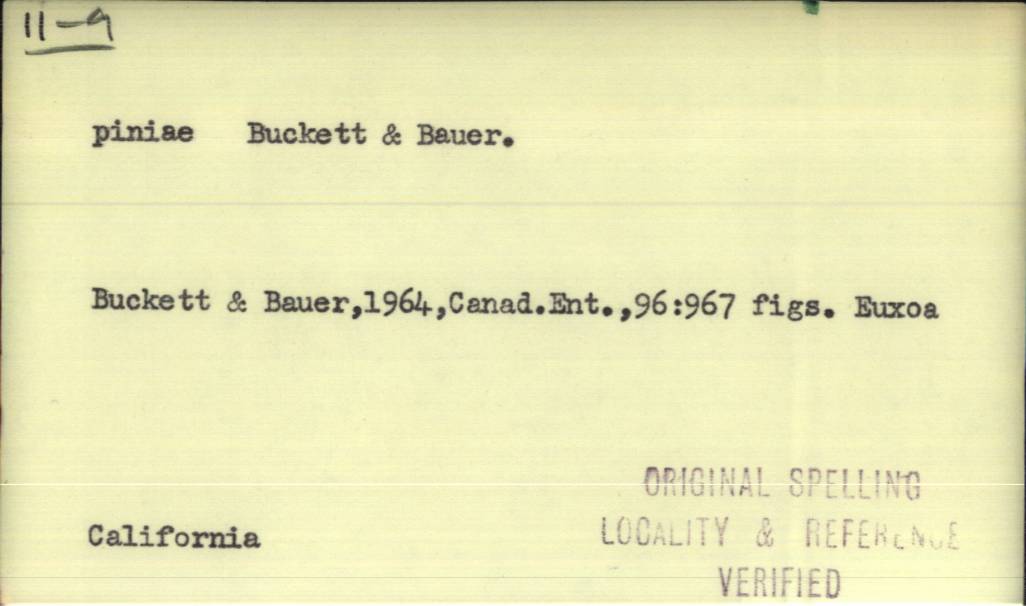 11-9
piniae Buckett & Bauer.
Buckett & Bauer,1964,Canad.Ent.,96:967 figs. Euxoa
ORIGINAL SPELLING
California LOCALITY & REFERENCE
VERIFIED